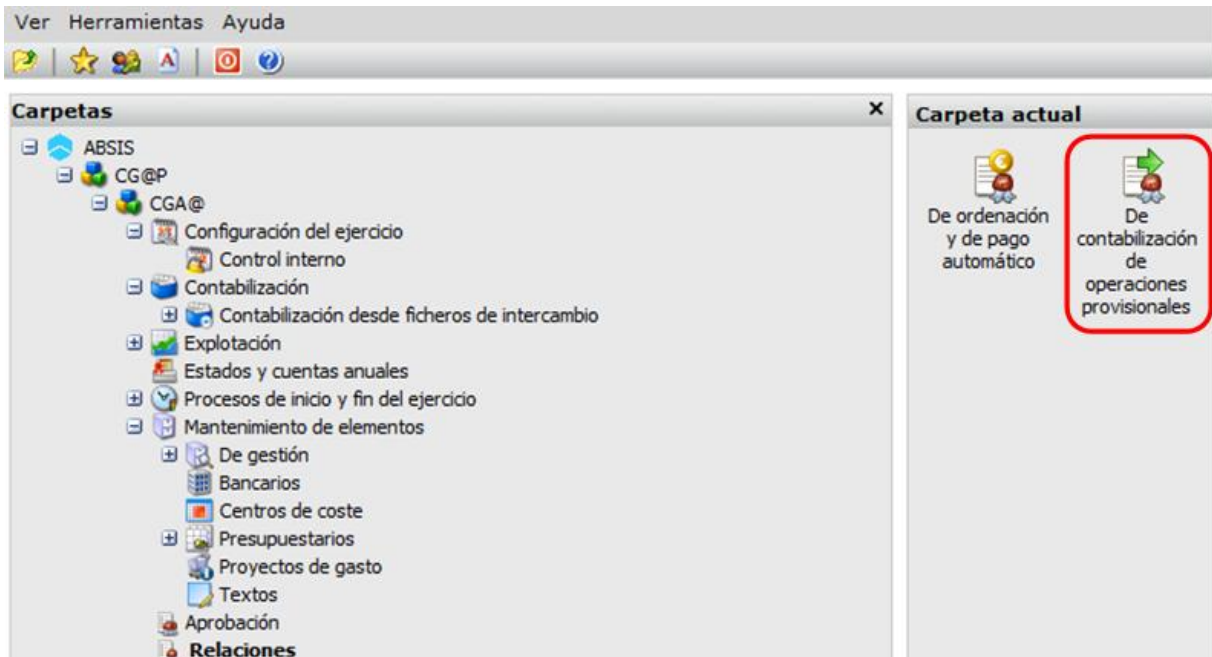 Ver Herramientas Ayuda
Carpetas
ABSIS
CG@P
CGA@
Configuración del ejercicio
Control interno
Contabilización
Contabilización desde ficheros de intercambio
Explotación
Estados y cuentas anuales
Procesos de inicio y fin del ejercicio
Mantenimiento de elementos
De gestión
Bancarios
Centros de coste
Presupuestarios
Proyectos de gasto
Textos
Aprobación
Relaciones
Carpeta actual
De ordenación
y de pago
automático
De
contabilización
de
operaciones
provisionales